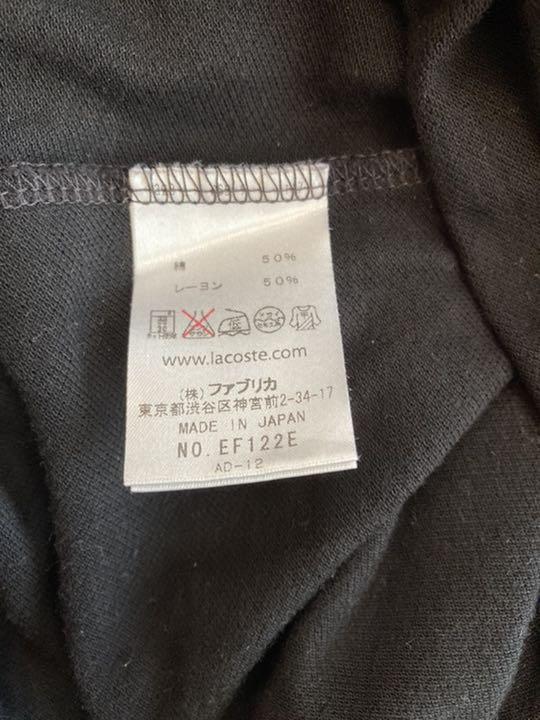 綿 50%
レーヨン 50%
www.lacoste.com
(株)ファブリカ
東京都渋谷区神宮前2-34-17
MADE IN JAPAN
NO. EF122E
AD-12